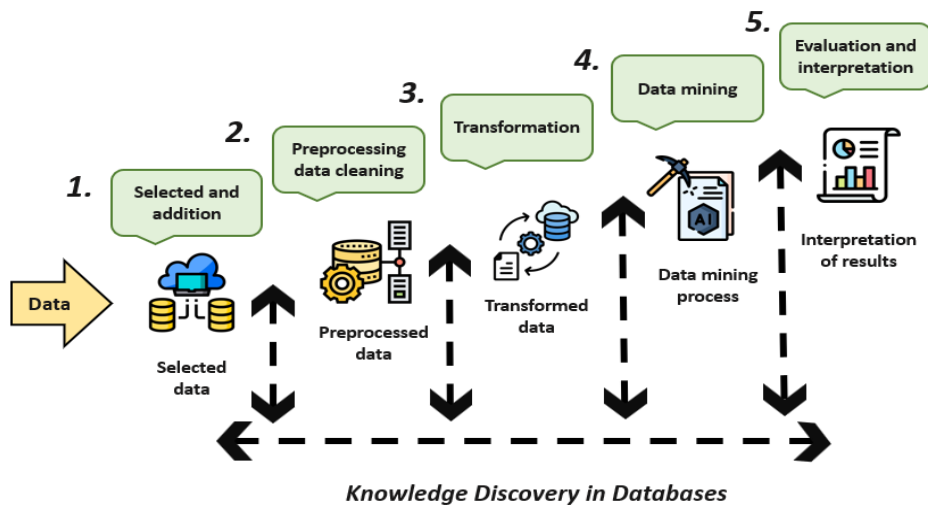 Data
1.
Selected and
addition
Selected
data
2.
Preprocessing
data cleaning
Preprocessed
data
3.
Transformation
Transformed
data
4.
Data mining
AI
Data mining
process
5.
Evaluation and
interpretation
Interpretation
of results
Knowledge Discovery in Databases